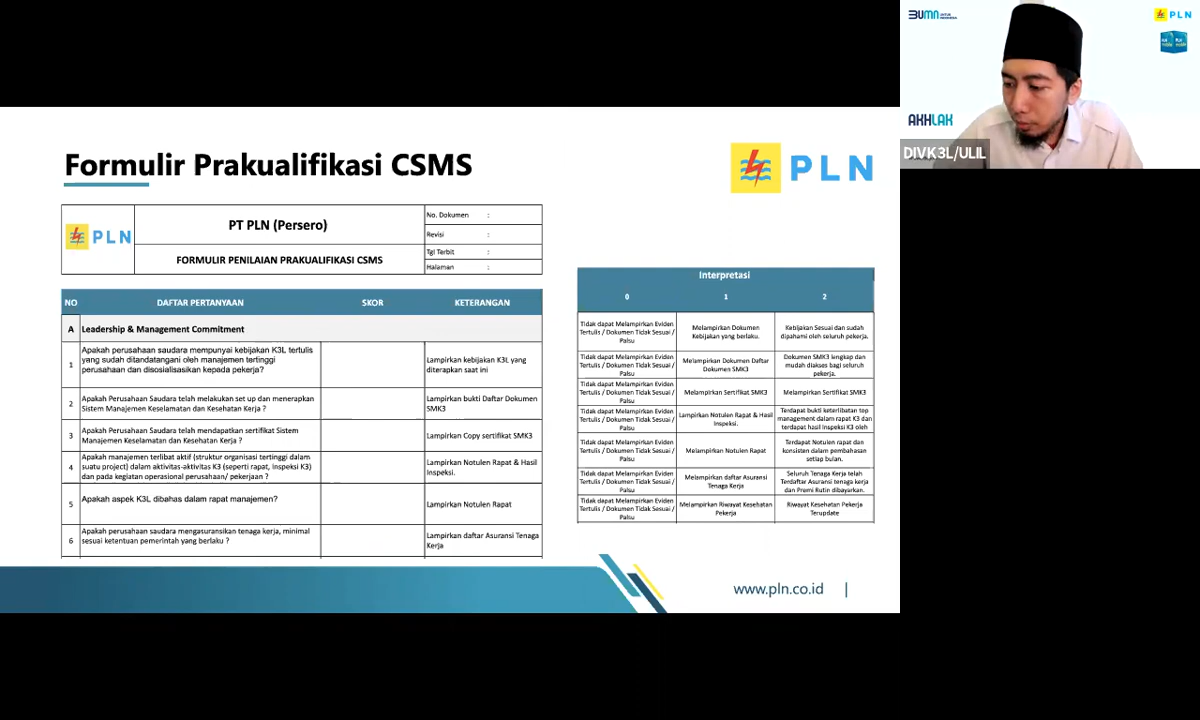 Formulir Prakualifikasi CSMS
PLN
PLN
PT PLN (Persero)
FORMULIR PENILAIAN PRAKUALIFIKASI CSMS
No. Dokumen :
Revisi :
Tgl Terbit :
Halaman :
NO DAFTAR PERTANYAAN SKOR KETERANGAN
A Leadership & Management Commitment
1
Apakah perusahaan saudara mempunyai kebijakan K3L tertulis
yang sudah ditandatangani oleh manajemen tertinggi
perusahaan dan disosialisasikan kepada pekerja?
Lampirkan kebijakan K3L yang
diterapkan saat ini
2
Apakah Perusahaan Saudara telah melakukan set up dan menerapkan
Sistem Manajemen Keselamatan dan Kesehatan Kerja ?
Lampirkan bukti Daftar Dokumen
SMK3
3
Apakah Perusahaan Saudara telah mendapatkan sertifikat Sistem
Manajemen Keselamatan dan Kesehatan Kerja ?
Lampirkan Copy sertifikat SMK3
4
Apakah manajemen terlibat aktif (struktur organisasi tertinggi dalam
suatu project) dalam aktivitas-aktivitas K3 (seperti rapat, inspeksi K3)
dan pada kegiatan operasional perusahaan/ pekerjaan ?
Lampirkan Notulen Rapat & Hasil
Inspeksi.
5
Apakah aspek K3L dibahas dalam rapat manajemen?
Lampirkan Notulen Rapat
6
Apakah perusahaan saudara mengasuransikan tenaga kerja, minimal
sesuai ketentuan pemerintah yang berlaku ?
Lampirkan daftar Asuransi Tenaga
Kerja
Interpretasi
0 1 2
Tidak dapat Melampirkan Eviden
Tertulis / Dokumen Tidak Sesuai /
Palsu
Melampirkan Dokumen
Kebijakan yang berlaku.
Kebijakan Sesuai dan sudah
dipahami oleh seluruh pekerja.
Tidak dapat Melampirkan Eviden
Tertulis / Dokumen Tidak Sesuai /
Palsu
Melampirkan Dokumen Daftar
Dokumen SMK3
Dokumen SMK3 lengkap dan
mudah diakses bagi seluruh
pekerja.
Tidak dapat Melampirkan Eviden
Tertulis / Dokumen Tidak Sesuai /
Palsu
Melampirkan Sertifikat SMK3
Melampirkan Sertifikat SMK3
Tidak dapat Melampirkan Eviden
Tertulis / Dokumen Tidak Sesuai /
Palsu
Lampirkan Notulen Rapat & Hasil
Inspeksi.
Terdapat bukti keterlibatan top
management dalam rapat K3 dan
terdapat hasil Inspeksi K3 oleh
Tidak dapat Melampirkan Eviden
Tertulis / Dokumen Tidak Sesuai /
Palsu
Melampirkan Notulen Rapat
Terdapat Notulen rapat dan
konsisten dalam pembahasan
setiap bulan.
Tidak dapat Melampirkan Eviden
Tertulis / Dokumen Tidak Sesuai /
Palsu
Melampirkan daftar Asuransi
Tenaga Kerja
Seluruh Tenaga Kerja telah
Terdaftar Asuransi tenaga kerja
dan Premi Rutin dibayarkan.
Tidak dapat Melampirkan Eviden
Tertulis / Dokumen Tidak Sesuai /
Palsu
Melampirkan Riwayat Kesehatan
Pekerja
Riwayat Kesehatan Pekerja
Terupdate
www.pln.co.id |
BUMN
PLN
AKHLAK
DIVK3L/ULIL